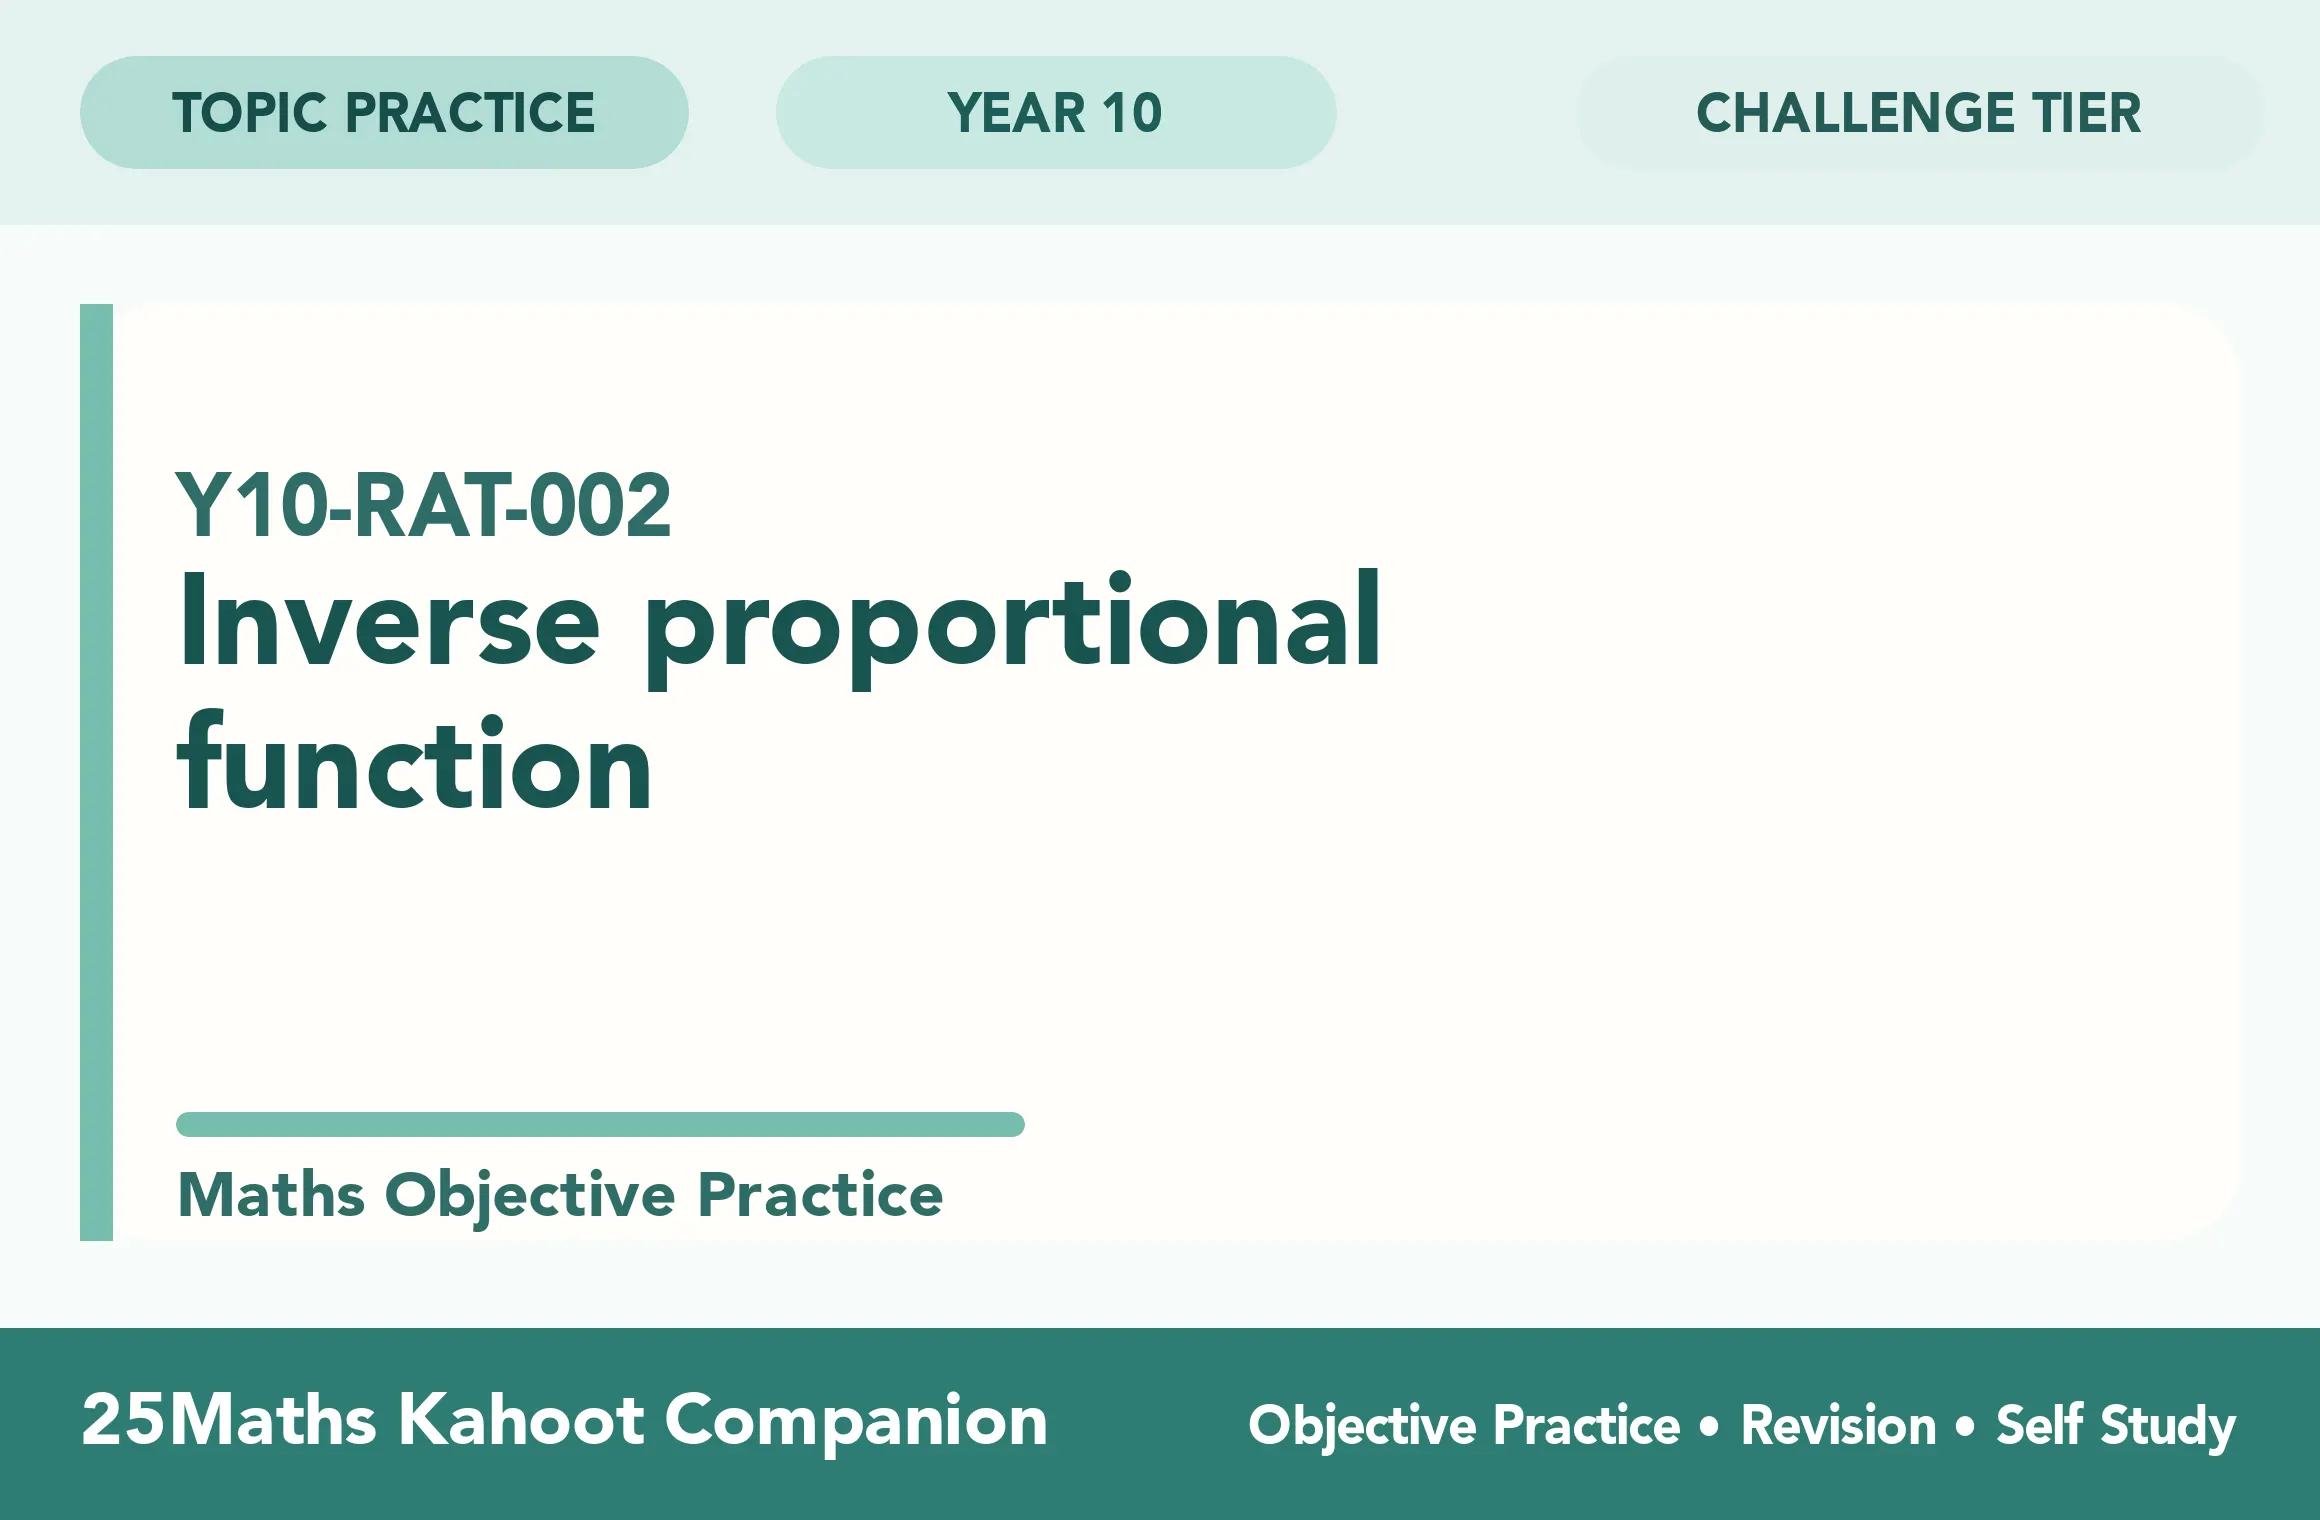 TOPIC PRACTICE
YEAR 10
CHALLENGE TIER
Y10-RAT-002
Inverse proportional
function
Maths Objective Practice
25Maths Kahoot Companion
Objective Practice • Revision • Self Study